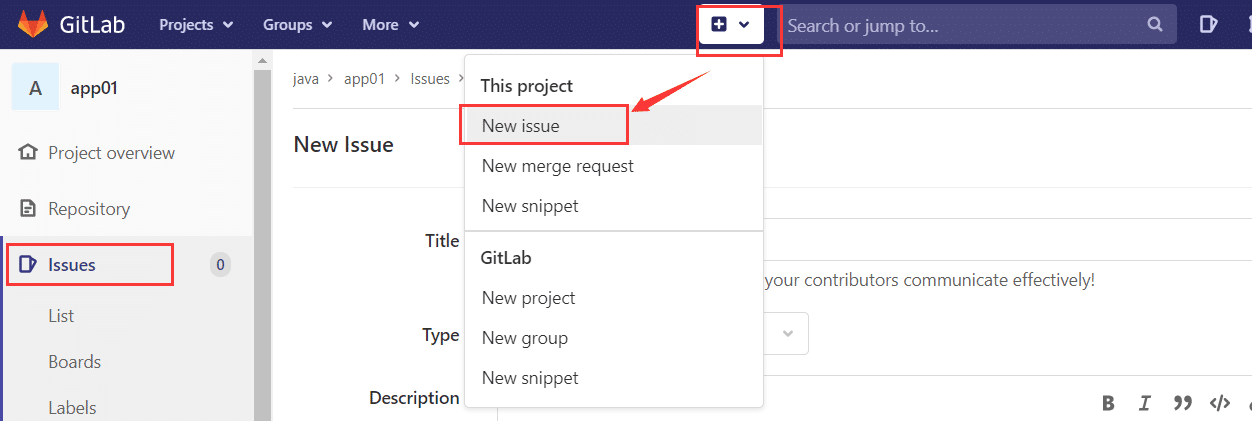 GitLab Projects Groups More Search or jump to...
A app01
Project overview
Repository
Issues 0
List
Boards
Labels
java > app01 > Issues >
New Issue
This project
New issue
New merge request
New snippet
GitLab
New project
New group
New snippet
Title
your contributors communicate effectively!
Type
Description
B I